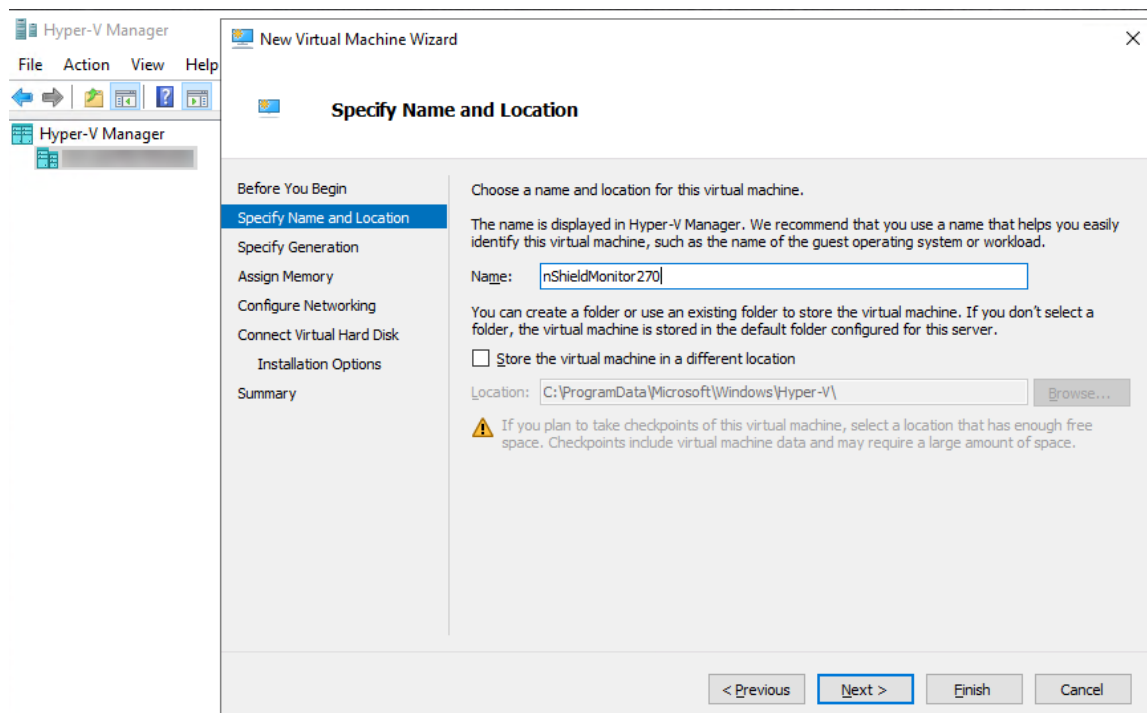 Hyper-V Manager
File Action View Help
Hyper-V Manager
New Virtual Machine Wizard
Specify Name and Location
Before You Begin
Specify Name and Location
Specify Generation
Assign Memory
Configure Networking
Connect Virtual Hard Disk
Installation Options
Summary
Choose a name and location for this virtual machine.
The name is displayed in Hyper-V Manager. We recommend that you use a name that helps you easily
identify this virtual machine, such as the name of the guest operating system or workload.
Name: nShieldMonitor270
You can create a folder or use an existing folder to store the virtual machine. If you don't select a
folder, the virtual machine is stored in the default folder configured for this server.
Store the virtual machine in a different location
Location: C:\ProgramData\Microsoft\Windows\Hyper-V\ Browse...
If you plan to take checkpoints of this virtual machine, select a location that has enough free
space. Checkpoints include virtual machine data and may require a large amount of space.
< Previous Next > Finish Cancel